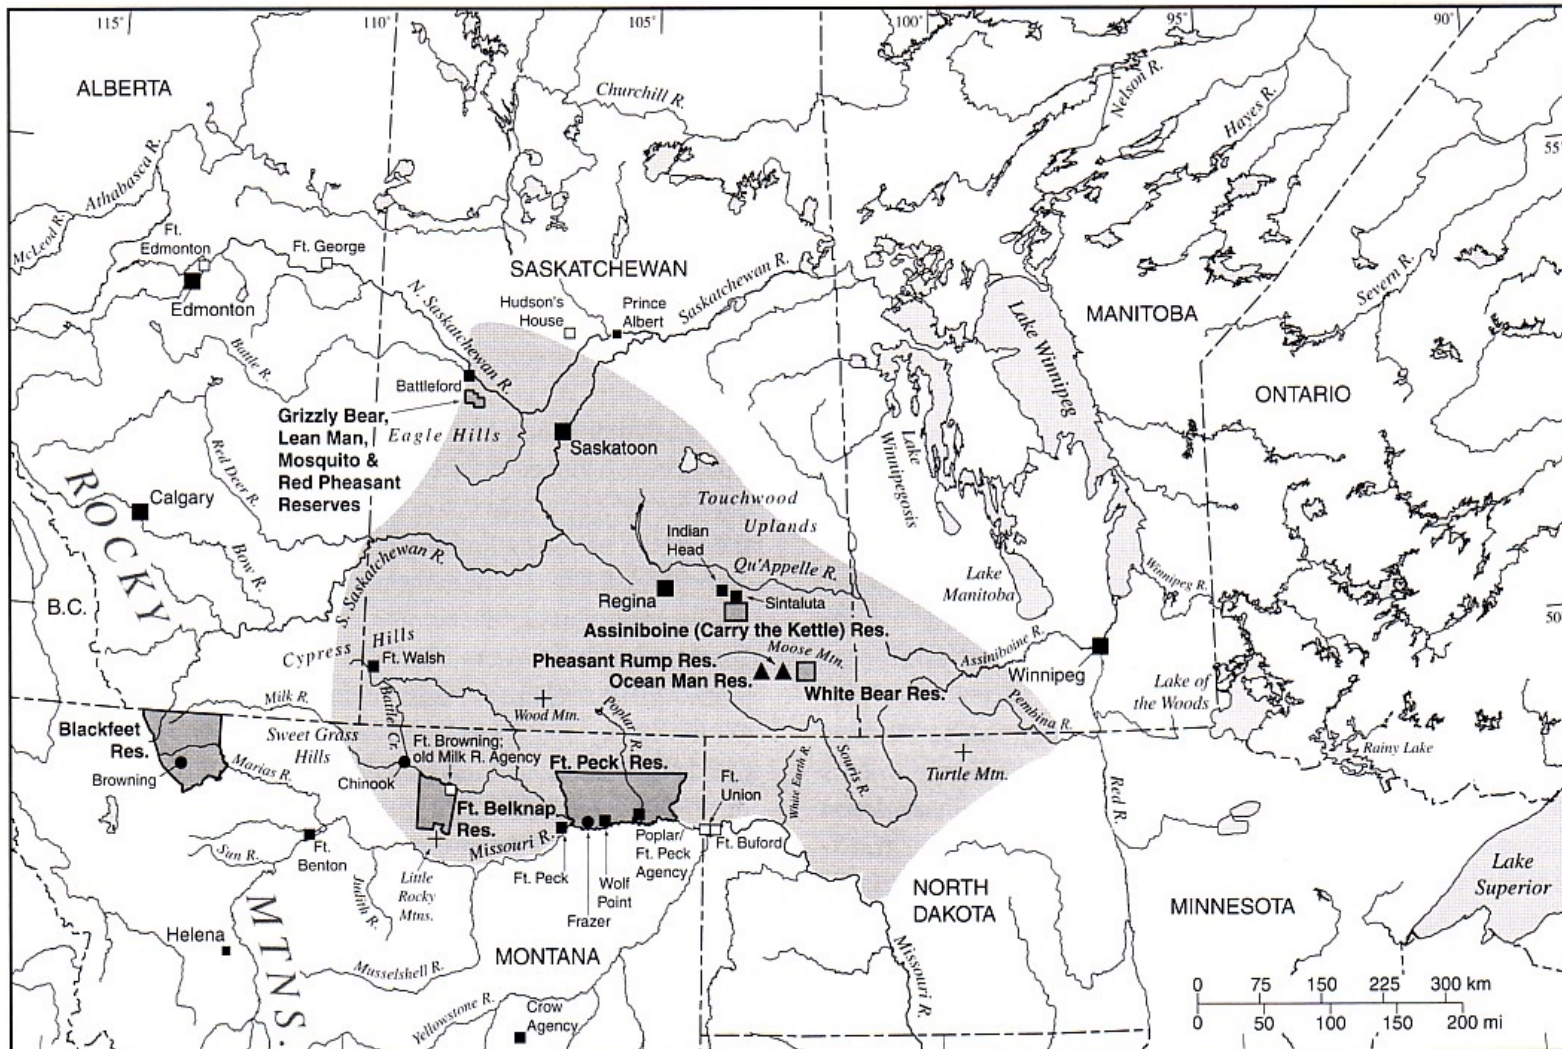 115°
110°
105°
100°
95°
90°
ALBERTA
Churchill R.
Nelson R.
Hayes R.
55°
Athabasca R.
McLeod R.
Ft.
Edmonton
Ft. George
Edmonton
SASKATCHEWAN
Hudson's
House
Prince
Albert
Saskatchewan R.
N. Saskatchewan R.
MANITOBA
Severn R.
Lake Winnipeg
Battle R.
Battleford
ONTARIO
Grizzly Bear,
Lean Man,
Mosquito &
Red Pheasant
Reserves
Eagle Hills
Saskatoon
Lake
Winnipegosis
Red Deer R.
ROCKY
Calgary
Touchwood
Uplands
Indian
Head
Bow R.
S. Saskatchewan R.
Qu'Appelle R.
Lake
Manitoba
Winnipeg R.
B.C.
Regina
Sintaluta
50°
Assiniboine (Carry the Kettle) Res.
Cypress Hills
Ft. Walsh
Pheasant Rump Res.
Moose Mtn.
Ocean Man Res.
White Bear Res.
Assiniboine R.
Winnipeg
Lake of
the Woods
Milk R.
Battle Cr.
Wood Mtn.
Poplar R.
Pembina R.
Blackfeet
Res.
Sweet Grass
Hills
Ft. Browning;
old Milk R. Agency
Ft. Peck Res.
Rainy Lake
Browning
Marias R.
Chinook
Ft.
Union
White Earth R.
Souris R.
Turtle Mtn.
Red R.
Ft. Belknap
Res.
Missouri R.
Sun R.
Ft.
Benton
Judith R.
Little
Rocky
Mtns.
Ft. Peck
Frazer
Wolf
Point
Poplar/
Ft. Peck
Agency
Ft. Buford
Lake
Superior
NORTH
DAKOTA
MINNESOTA
MTNS.
Helena
MONTANA
Musselshell R.
Missouri R.
Yellowstone R.
Crow
Agency
0 75 150 225 300 km
0 50 100 150 200 mi